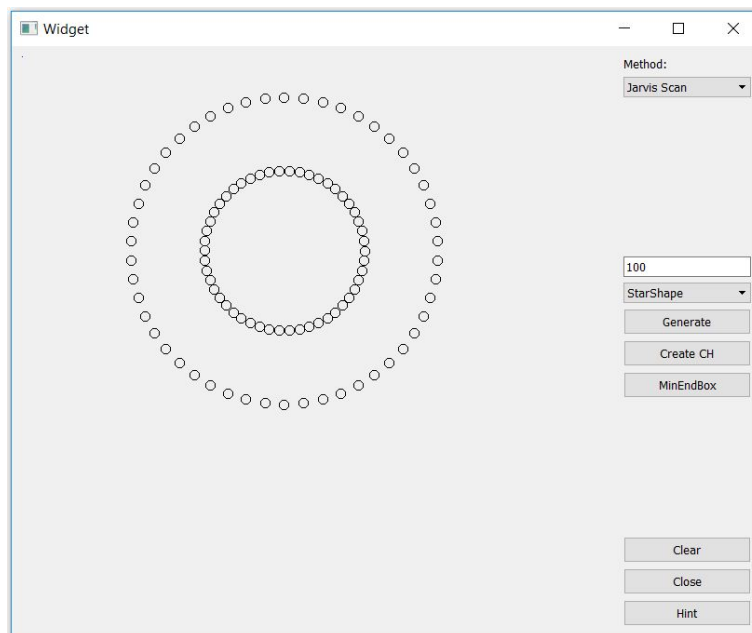 Widget
Method:
Jarvis Scan
100
StarShape
Generate
Create CH
MinEndBox
Clear
Close
Hint